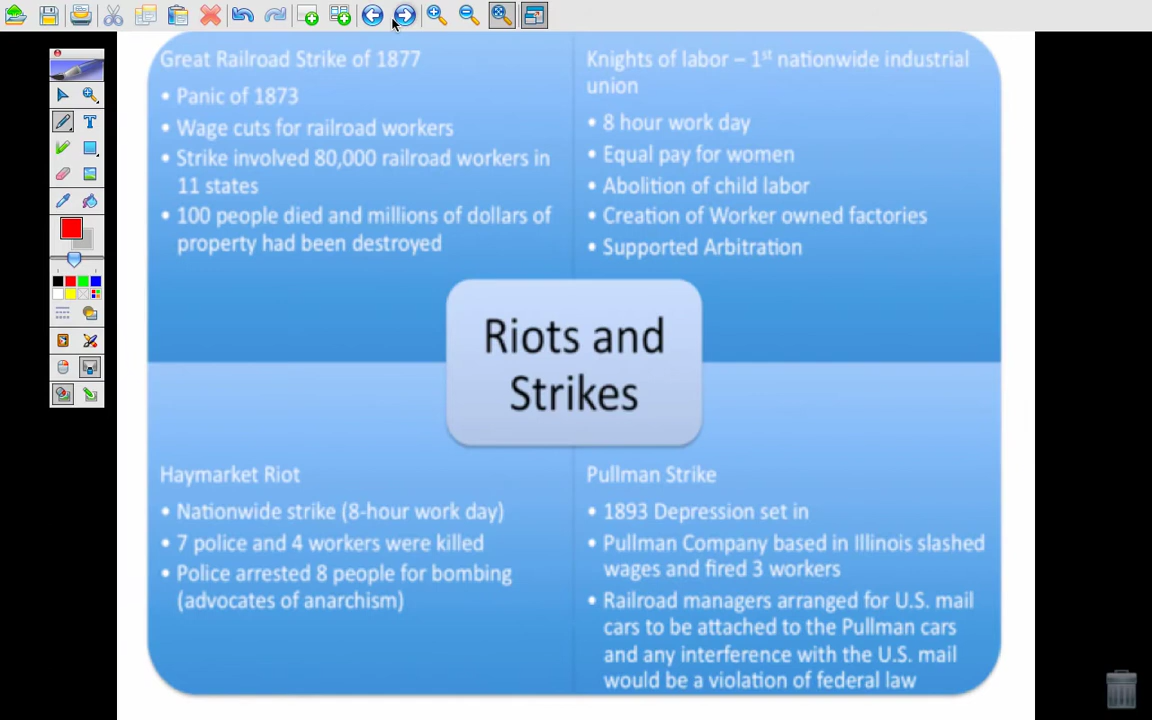 Great Railroad Strike of 1877
• Panic of 1873
• Wage cuts for railroad workers
• Strike involved 80,000 railroad workers in
11 states
• 100 people died and millions of dollars of
property had been destroyed
Knights of labor – 1st nationwide industrial
union
• 8 hour work day
• Equal pay for women
• Abolition of child labor
• Creation of Worker owned factories
• Supported Arbitration
Riots and
Strikes
Haymarket Riot
• Nationwide strike (8-hour work day)
• 7 police and 4 workers were killed
• Police arrested 8 people for bombing
(advocates of anarchism)
Pullman Strike
• 1893 Depression set in
• Pullman Company based in Illinois slashed
wages and fired 3 workers
• Railroad managers arranged for U.S. mail
cars to be attached to the Pullman cars
and any interference with the U.S. mail
would be a violation of federal law